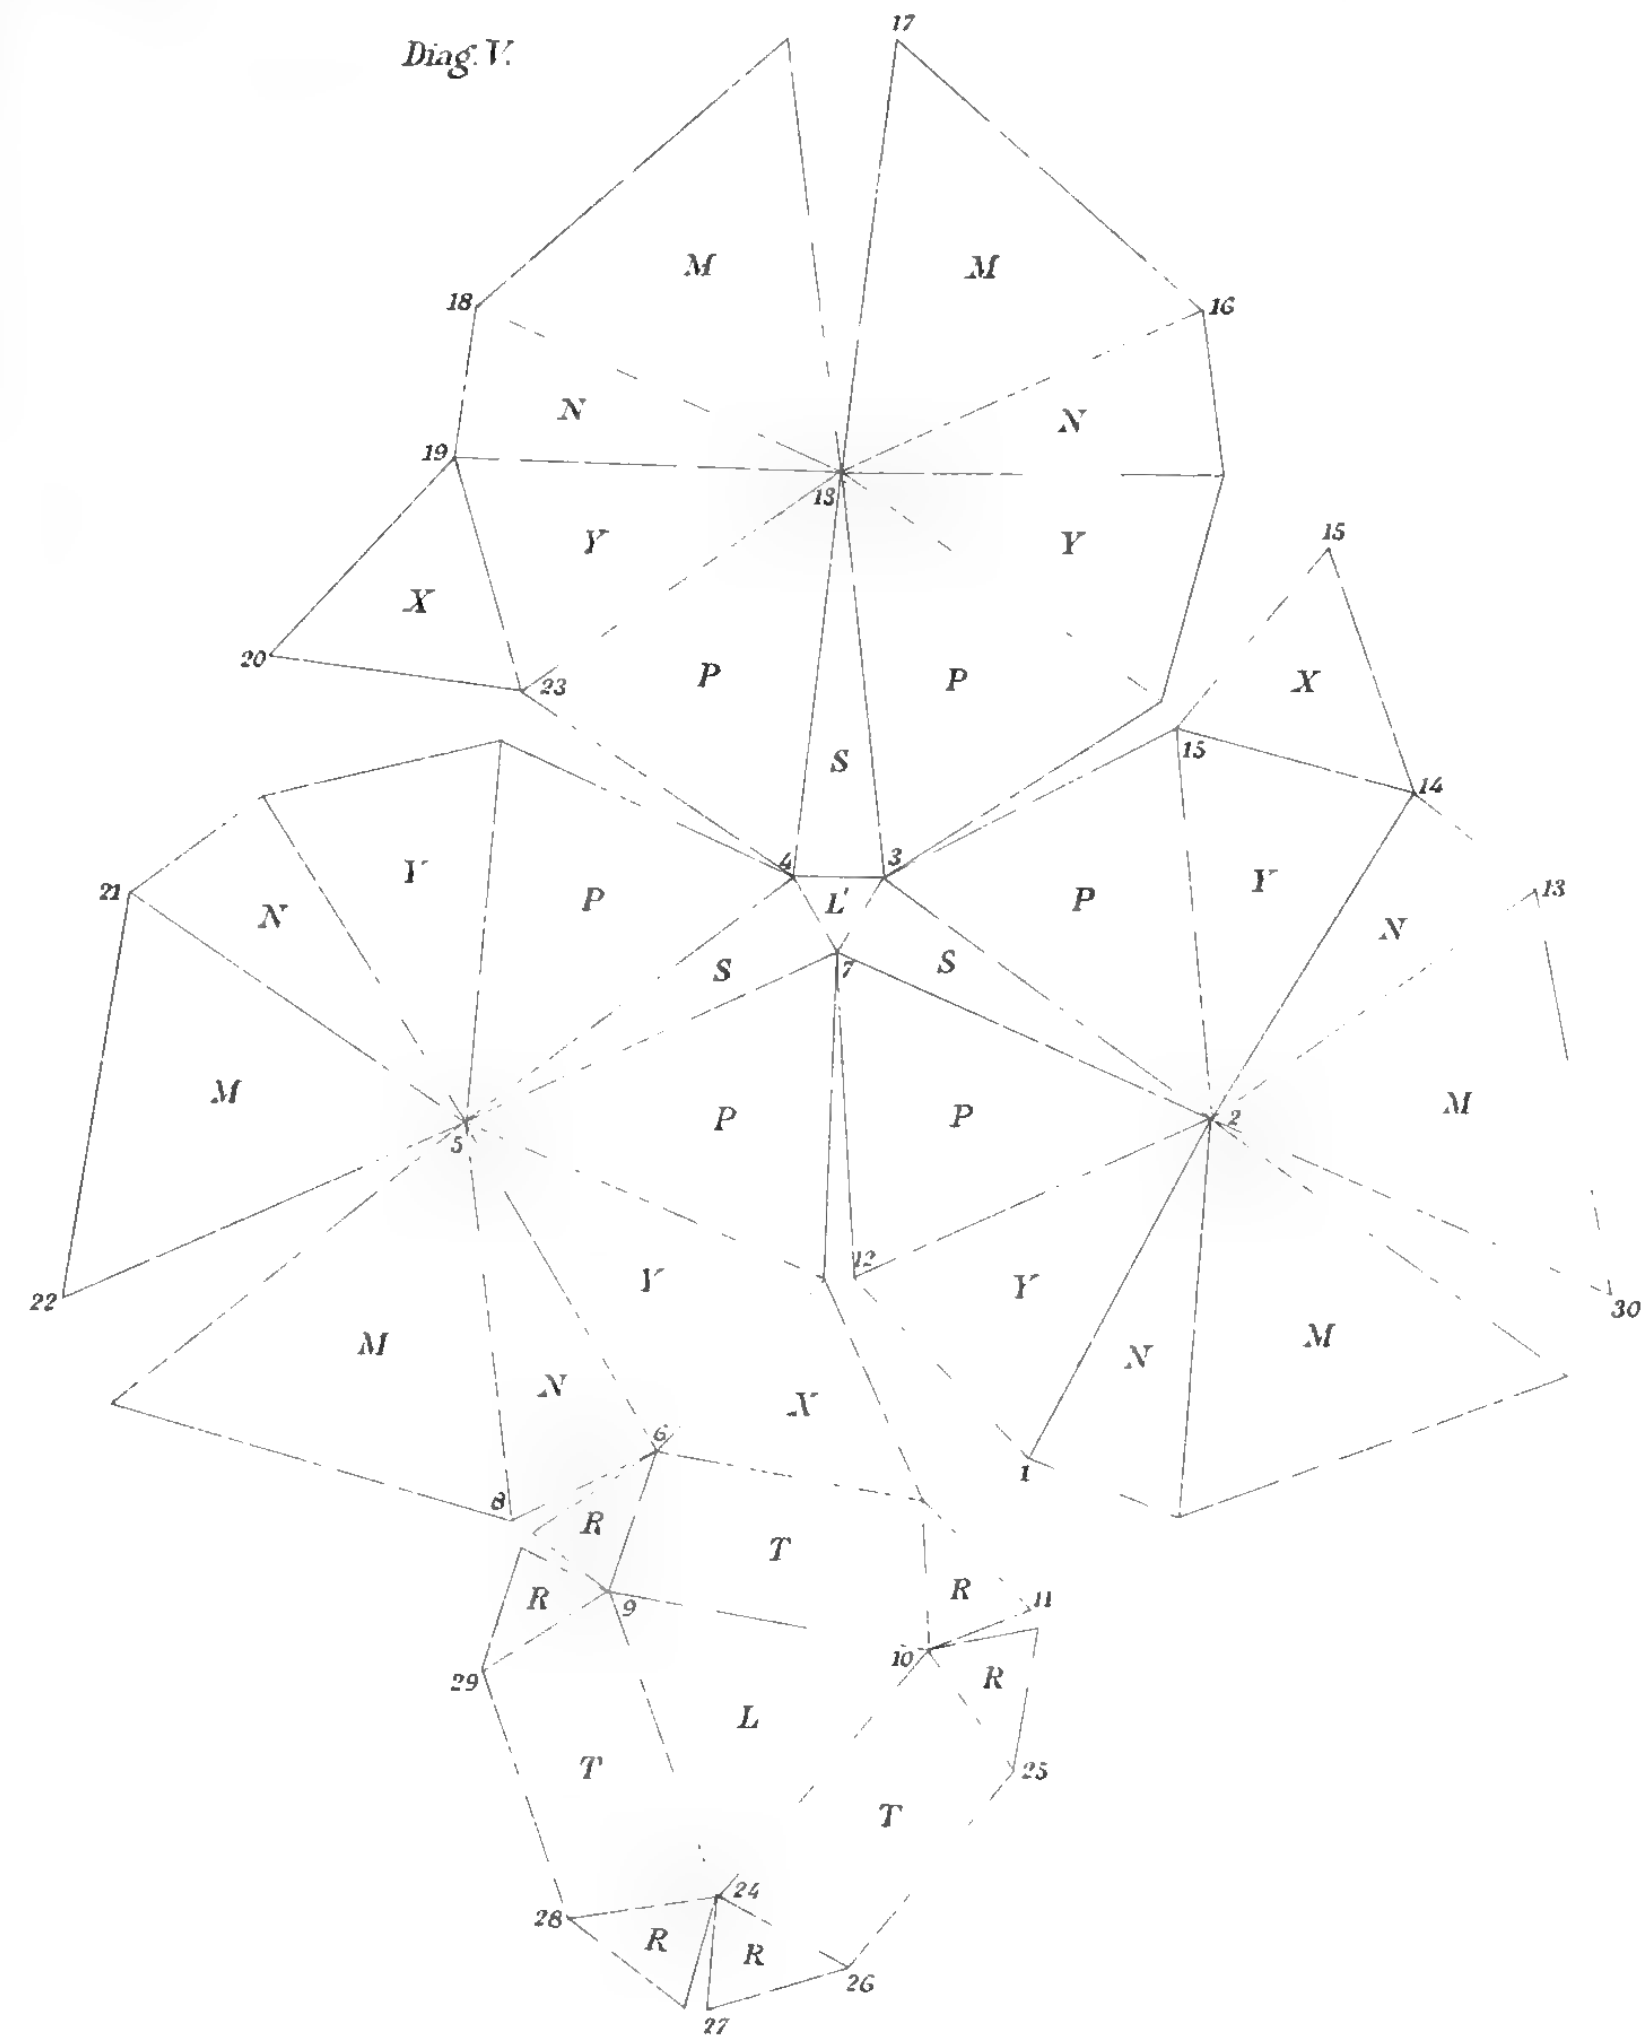 17
Diag. V.
M M
18 16
N N
19
13
15
Y Y
X X
20 23
P P
15
S
14
4 3
Y P L' P Y 13
21
N N
S 7 S
M P P M
5 2
12
Y Y
22 30
M M
N N
X
6
1
8
R
T
R R 11
9
10
29 R
L
T 25
T
24
28
R R
26
27